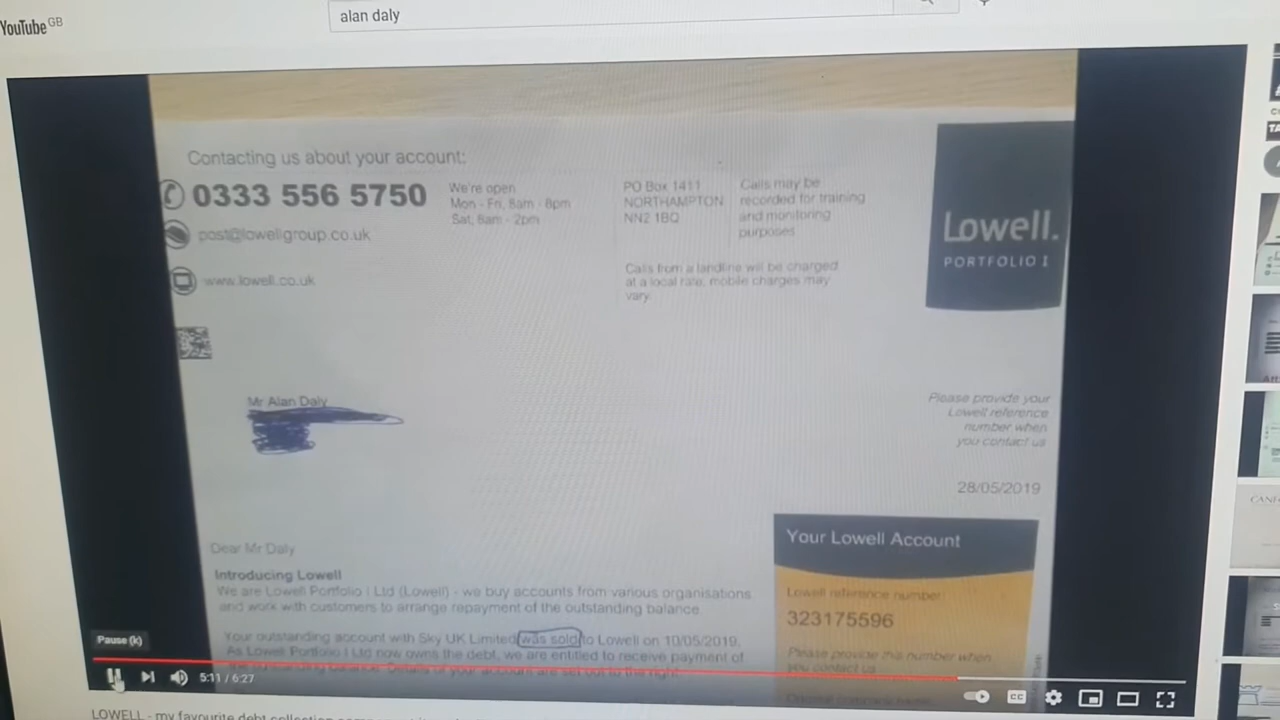 YouTube GB
alan daly
Contacting us about your account:
0333 556 5750
We're open
Mon - Fri, 8am - 8pm
Sat, 8am - 2pm
PO Box 1411
NORTHAMPTON
NN2 1BQ
Calls may be
recorded for training
and monitoring
purposes
post@lowellgroup.co.uk
www.lowell.co.uk
Calls from a landline will be charged
at a local rate, mobile charges may
vary.
Lowell.
PORTFOLIO I
Mr Alan Daly
Please provide your
Lowell reference
number when
you contact us
28/05/2019
Dear Mr Daly
Introducing Lowell
We are Lowell Portfolio I Ltd (Lowell) - we buy accounts from various organisations
and work with customers to arrange repayment of the outstanding balance.
Your outstanding account with Sky UK Limited was sold to Lowell on 10/05/2019.
As Lowell Portfolio I Ltd now owns the debt, we are entitled to receive payment of
Your Lowell Account
Lowell reference number:
323175596
Please provide this number when
you contact us
Pause (k)
5:11 / 6:27
CC
LOWELL - my favourite debt collection